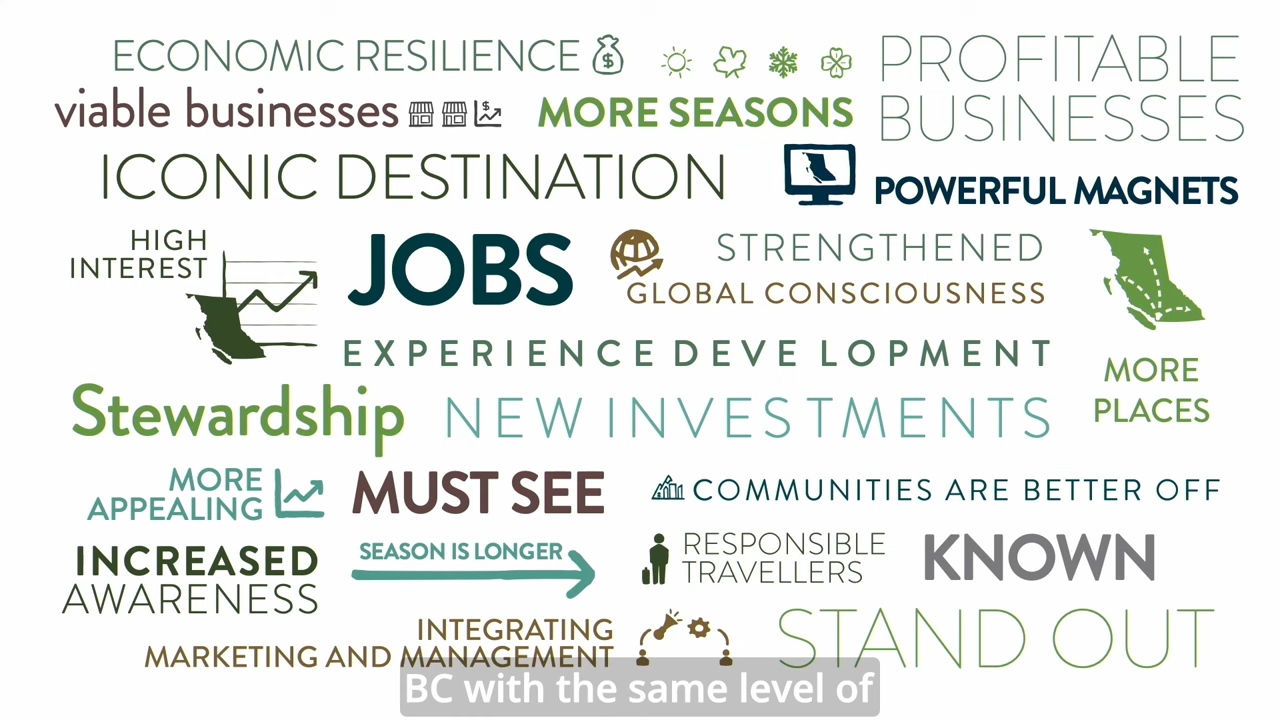 ECONOMIC RESILIENCE
$
viable businesses
$
MORE SEASONS
PROFITABLE
BUSINESSES
ICONIC DESTINATION
POWERFUL MAGNETS
HIGH
INTEREST
JOBS
STRENGTHENED
GLOBAL CONSCIOUSNESS
EXPERIENCE DEVELOPMENT
MORE
PLACES
Stewardship
NEW INVESTMENTS
MORE
APPEALING
MUST SEE
COMMUNITIES ARE BETTER OFF
INCREASED
AWARENESS
SEASON IS LONGER
RESPONSIBLE
TRAVELLERS
KNOWN
INTEGRATING
MARKETING AND MANAGEMENT
STAND OUT
BC with the same level of